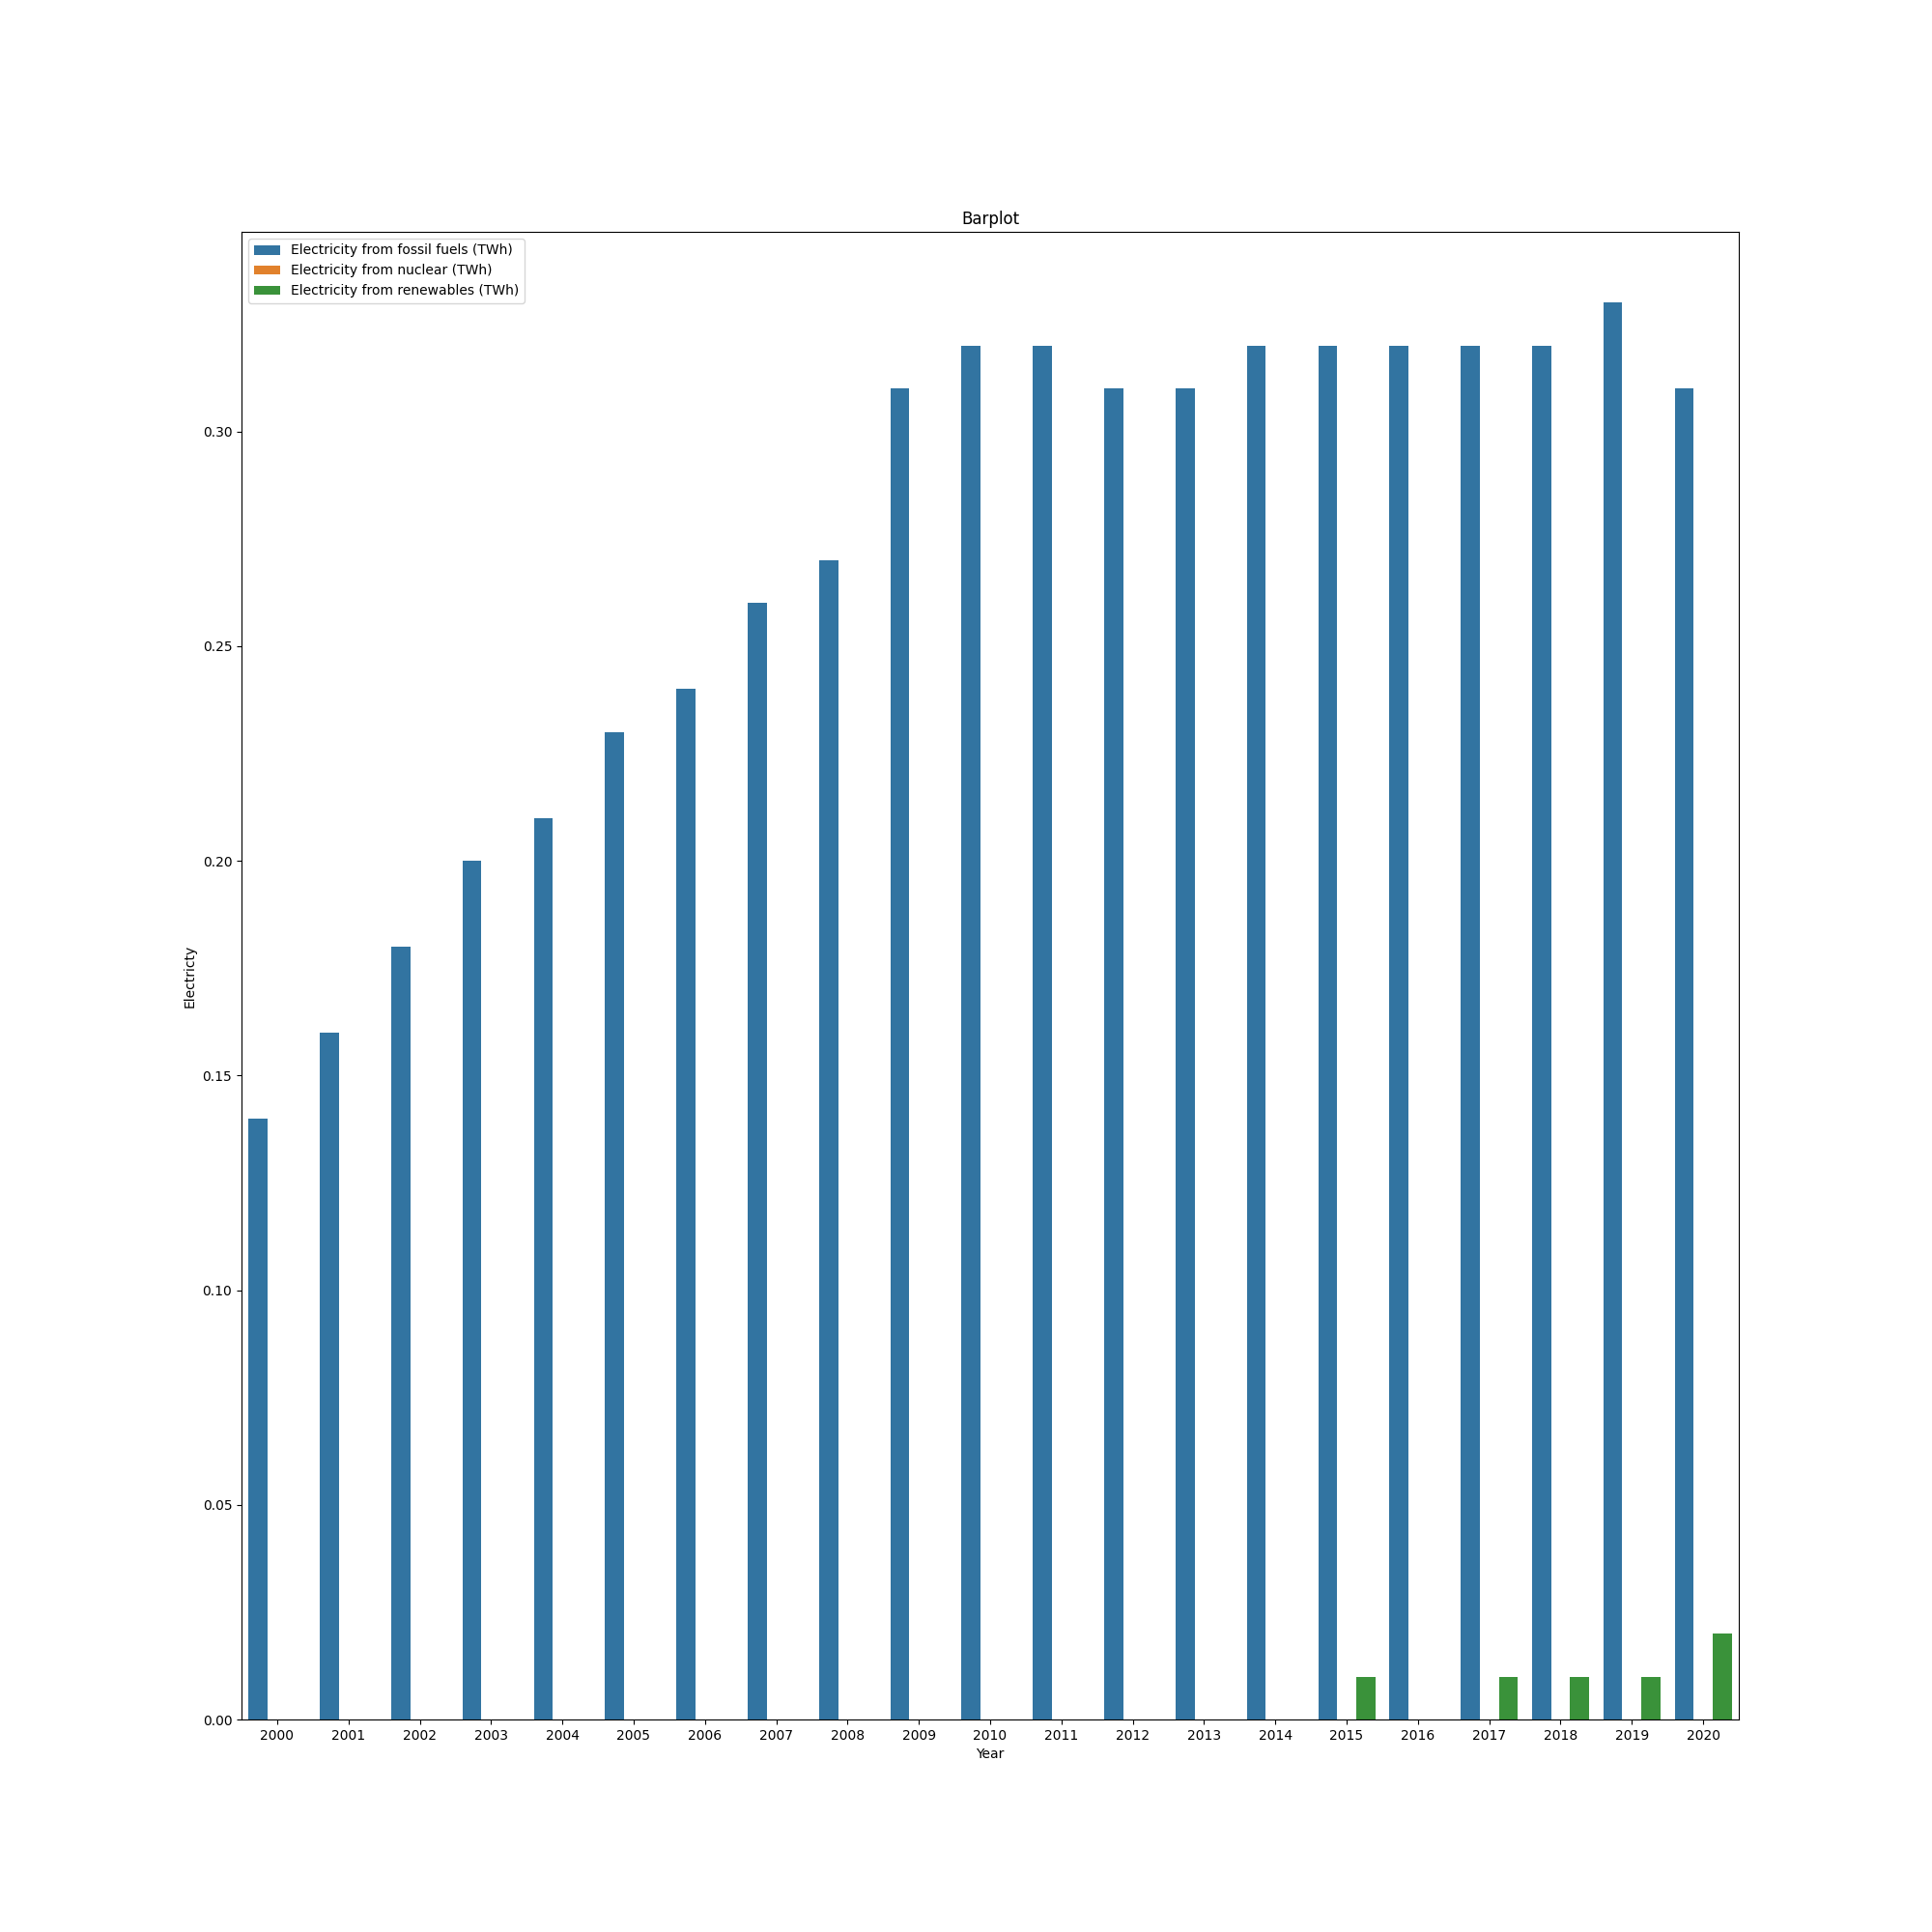 Barplot
Electricity from fossil fuels (TWh)
Electricity from nuclear (TWh)
Electricity from renewables (TWh)
0.30
0.25
0.20
0.15
0.10
0.05
0.00
Electricty
2000 2001 2002 2003 2004 2005 2006 2007 2008 2009 2010 2011 2012 2013 2014 2015 2016 2017 2018 2019 2020
Year